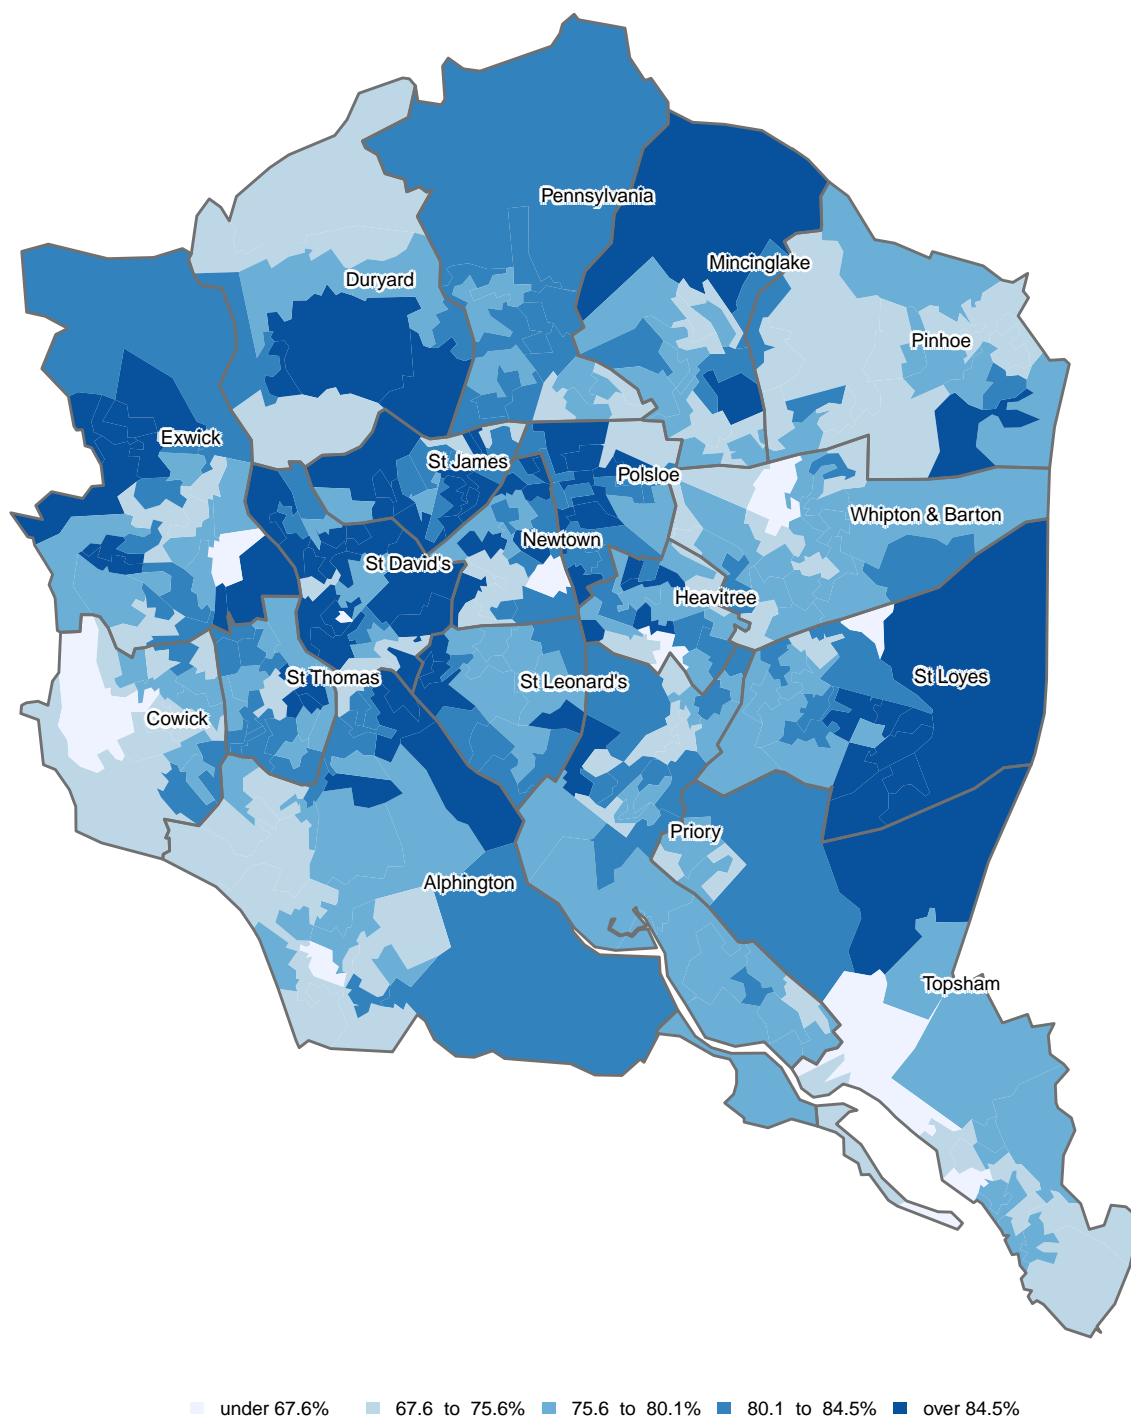 Pennsylvania
Mincinglake
Duryard
Pinhoe
Exwick
St James
Polsloe
Whipton & Barton
Newtown
St David's
Heavitree
St Thomas
St Leonard's
St Loyes
Cowick
Priory
Alphington
Topsham
under 67.6% 67.6 to 75.6% 75.6 to 80.1% 80.1 to 84.5% over 84.5%